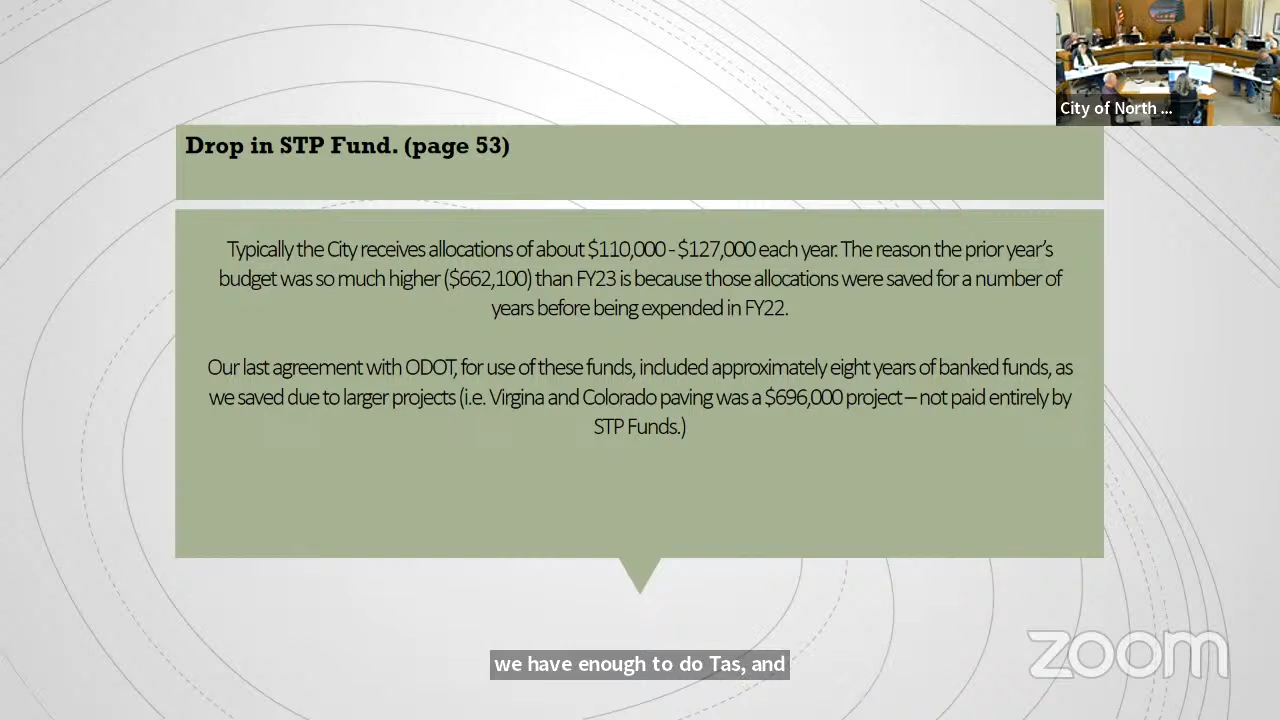 City of North ...
Drop in STP Fund. (page 53)
Typically the City receives allocations of about $110,000 - $127,000 each year. The reason the prior year's
budget was so much higher ($662,100) than FY23 is because those allocations were saved for a number of
years before being expended in FY22.
Our last agreement with ODOT, for use of these funds, included approximately eight years of banked funds, as
we saved due to larger projects (i.e. Virgina and Colorado paving was a $696,000 project – not paid entirely by
STP Funds.)
zoom
we have enough to do Tas, and